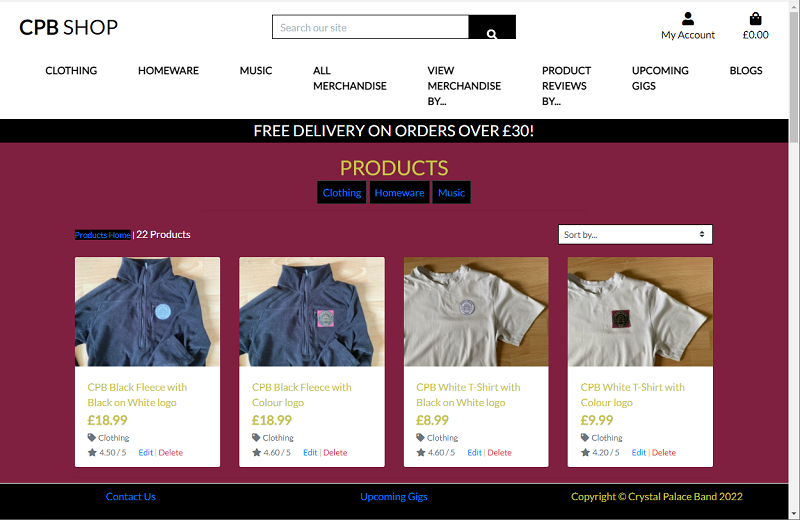 CPB SHOP
Search our site
My Account
£0.00
CLOTHING
HOMEWARE
MUSIC
ALL
MERCHANDISE
VIEW
MERCHANDISE
BY...
PRODUCT
REVIEWS
BY...
UPCOMING
GIGS
BLOGS
FREE DELIVERY ON ORDERS OVER £30!
PRODUCTS
Clothing
Homeware
Music
Products Home | 22 Products
Sort by...
CPB Black Fleece with
Black on White logo
£18.99
Clothing
4.50 / 5 Edit | Delete
CPB Black Fleece with
Colour logo
£18.99
Clothing
4.60 / 5 Edit | Delete
CPB White T-Shirt with
Black on White logo
£8.99
Clothing
4.60 / 5 Edit | Delete
CPB White T-Shirt with
Colour logo
£9.99
Clothing
4.20 / 5 Edit | Delete
Contact Us
Upcoming Gigs
Copyright © Crystal Palace Band 2022